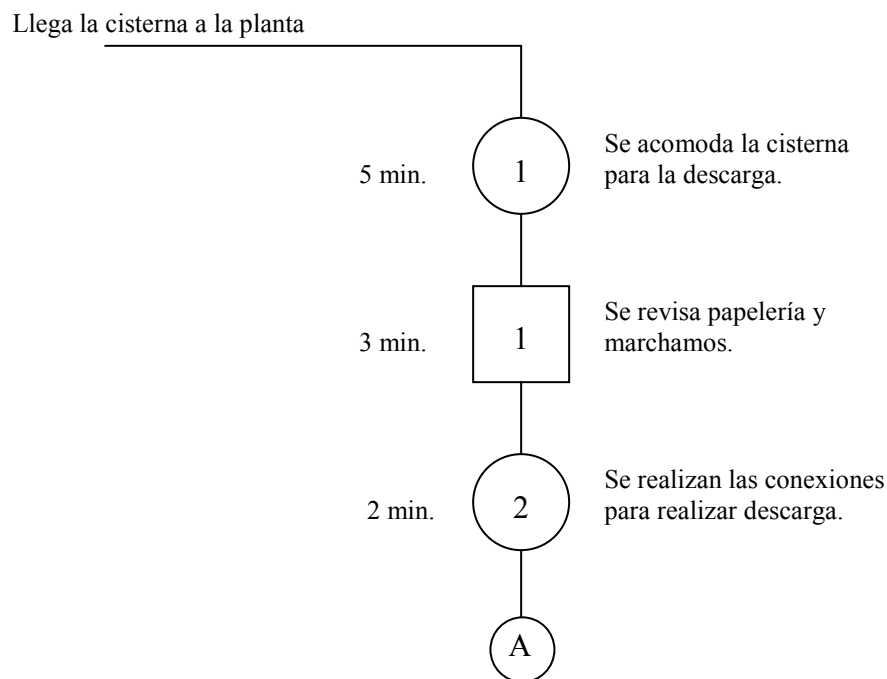 Llega la cisterna a la planta
5 min.
1
Se acomoda la cisterna
para la descarga.
3 min.
1
Se revisa papelería y
marchamos.
2 min.
2
Se realizan las conexiones
para realizar descarga.
A